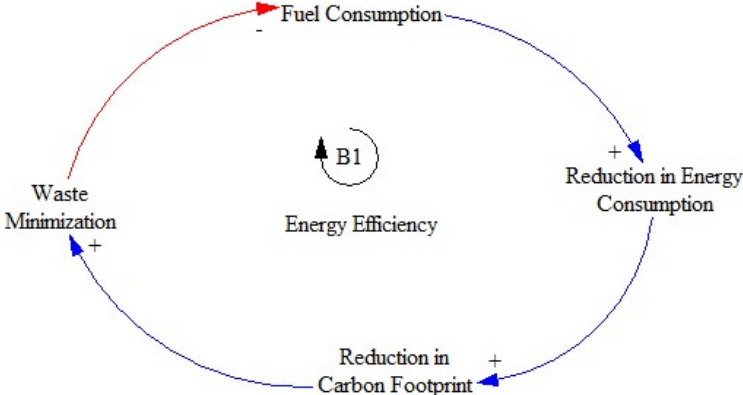 Fuel Consumption
-
+
B1
Reduction in Energy
Consumption
Waste
Minimization
+
Energy Efficiency
Reduction in
Carbon Footprint
+